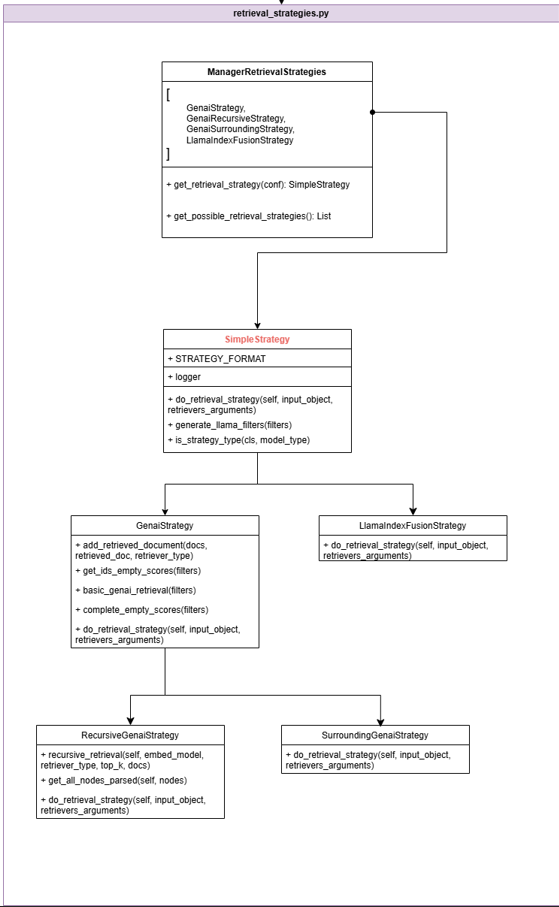 retrieval_strategies.py
ManagerRetrievalStrategies
[
GenaiStrategy,
GenaiRecursiveStrategy,
GenaiSurroundingStrategy,
LlamaIndexFusionStrategy
]
+ get_retrieval_strategy(conf): SimpleStrategy
+ get_possible_retrieval_strategies(): List
SimpleStrategy
+ STRATEGY_FORMAT
+ logger
+ do_retrieval_strategy(self, input_object,
retrievers_arguments)
+ generate_llama_filters(filters)
+ is_strategy_type(cls, model_type)
GenaiStrategy
+ add_retrieved_document(docs,
retrieved_doc, retriever_type)
+ get_ids_empty_scores(filters)
+ basic_genai_retrieval(filters)
+ complete_empty_scores(filters)
+ do_retrieval_strategy(self, input_object,
retrievers_arguments)
LlamaIndexFusionStrategy
+ do_retrieval_strategy(self, input_object,
retrievers_arguments)
RecursiveGenaiStrategy
+ recursive_retrieval(self, embed_model,
retriever_type, top_k, docs)
+ get_all_nodes_parsed(self, nodes)
+ do_retrieval_strategy(self, input_object,
retrievers_arguments)
SurroundingGenaiStrategy
+ do_retrieval_strategy(self, input_object,
retrievers_arguments)